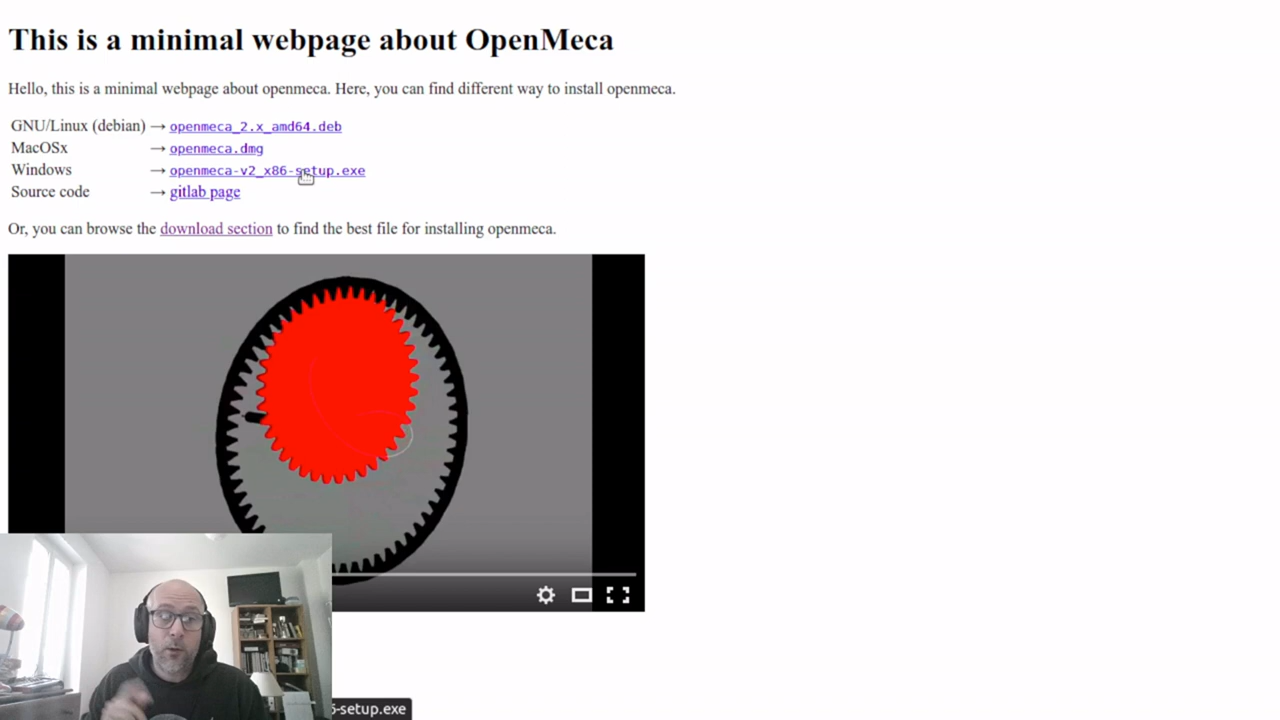 This is a minimal webpage about OpenMeca
Hello, this is a minimal webpage about openmeca. Here, you can find different way to install openmeca.
GNU/Linux (debian) → openmeca_2.x_amd64.deb
MacOSx → openmeca.dmg
Windows → openmeca-v2_x86-setup.exe
Source code → gitlab page
Or, you can browse the download section to find the best file for installing openmeca.
-setup.exe